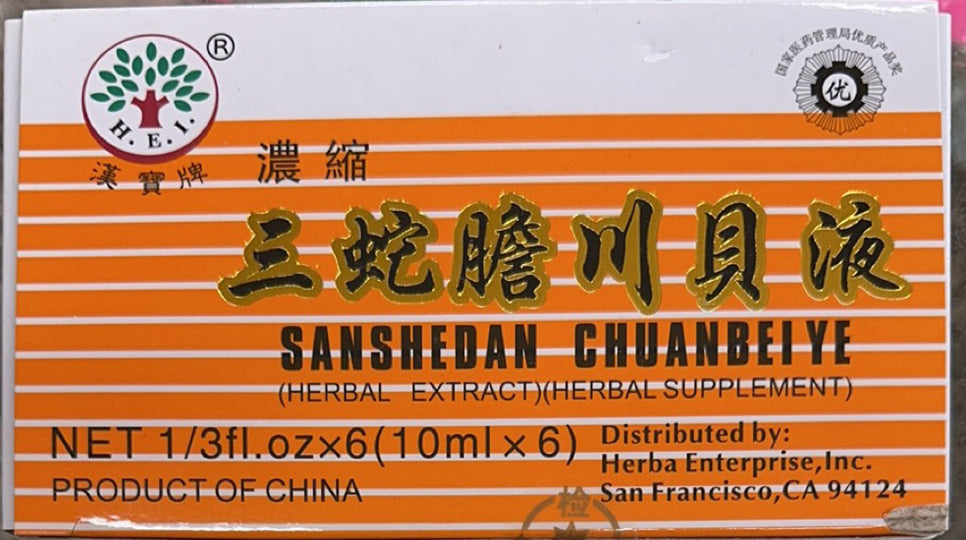 ®
H.E.I.
漢寶牌
国家医药管理局优质产品奖
优
濃縮
三蛇膽川貝液
SANSHEDAN CHUANBEIYE
(HERBAL EXTRACT)(HERBAL SUPPLEMENT)
NET 1/3fl.oz×6(10ml×6)
PRODUCT OF CHINA
Distributed by:
Herba Enterprise,Inc.
San Francisco,CA 94124
检